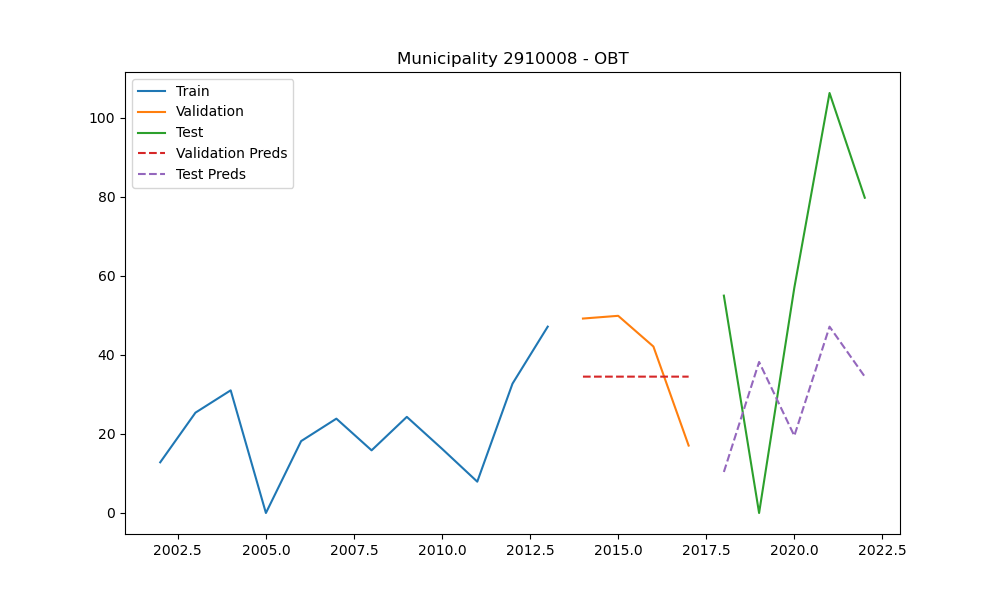 Municipality 2910008 - OBT
Train
Validation
Test
Validation Preds
Test Preds
100
80
60
40
20
0
2002.5 2005.0 2007.5 2010.0 2012.5 2015.0 2017.5 2020.0 2022.5